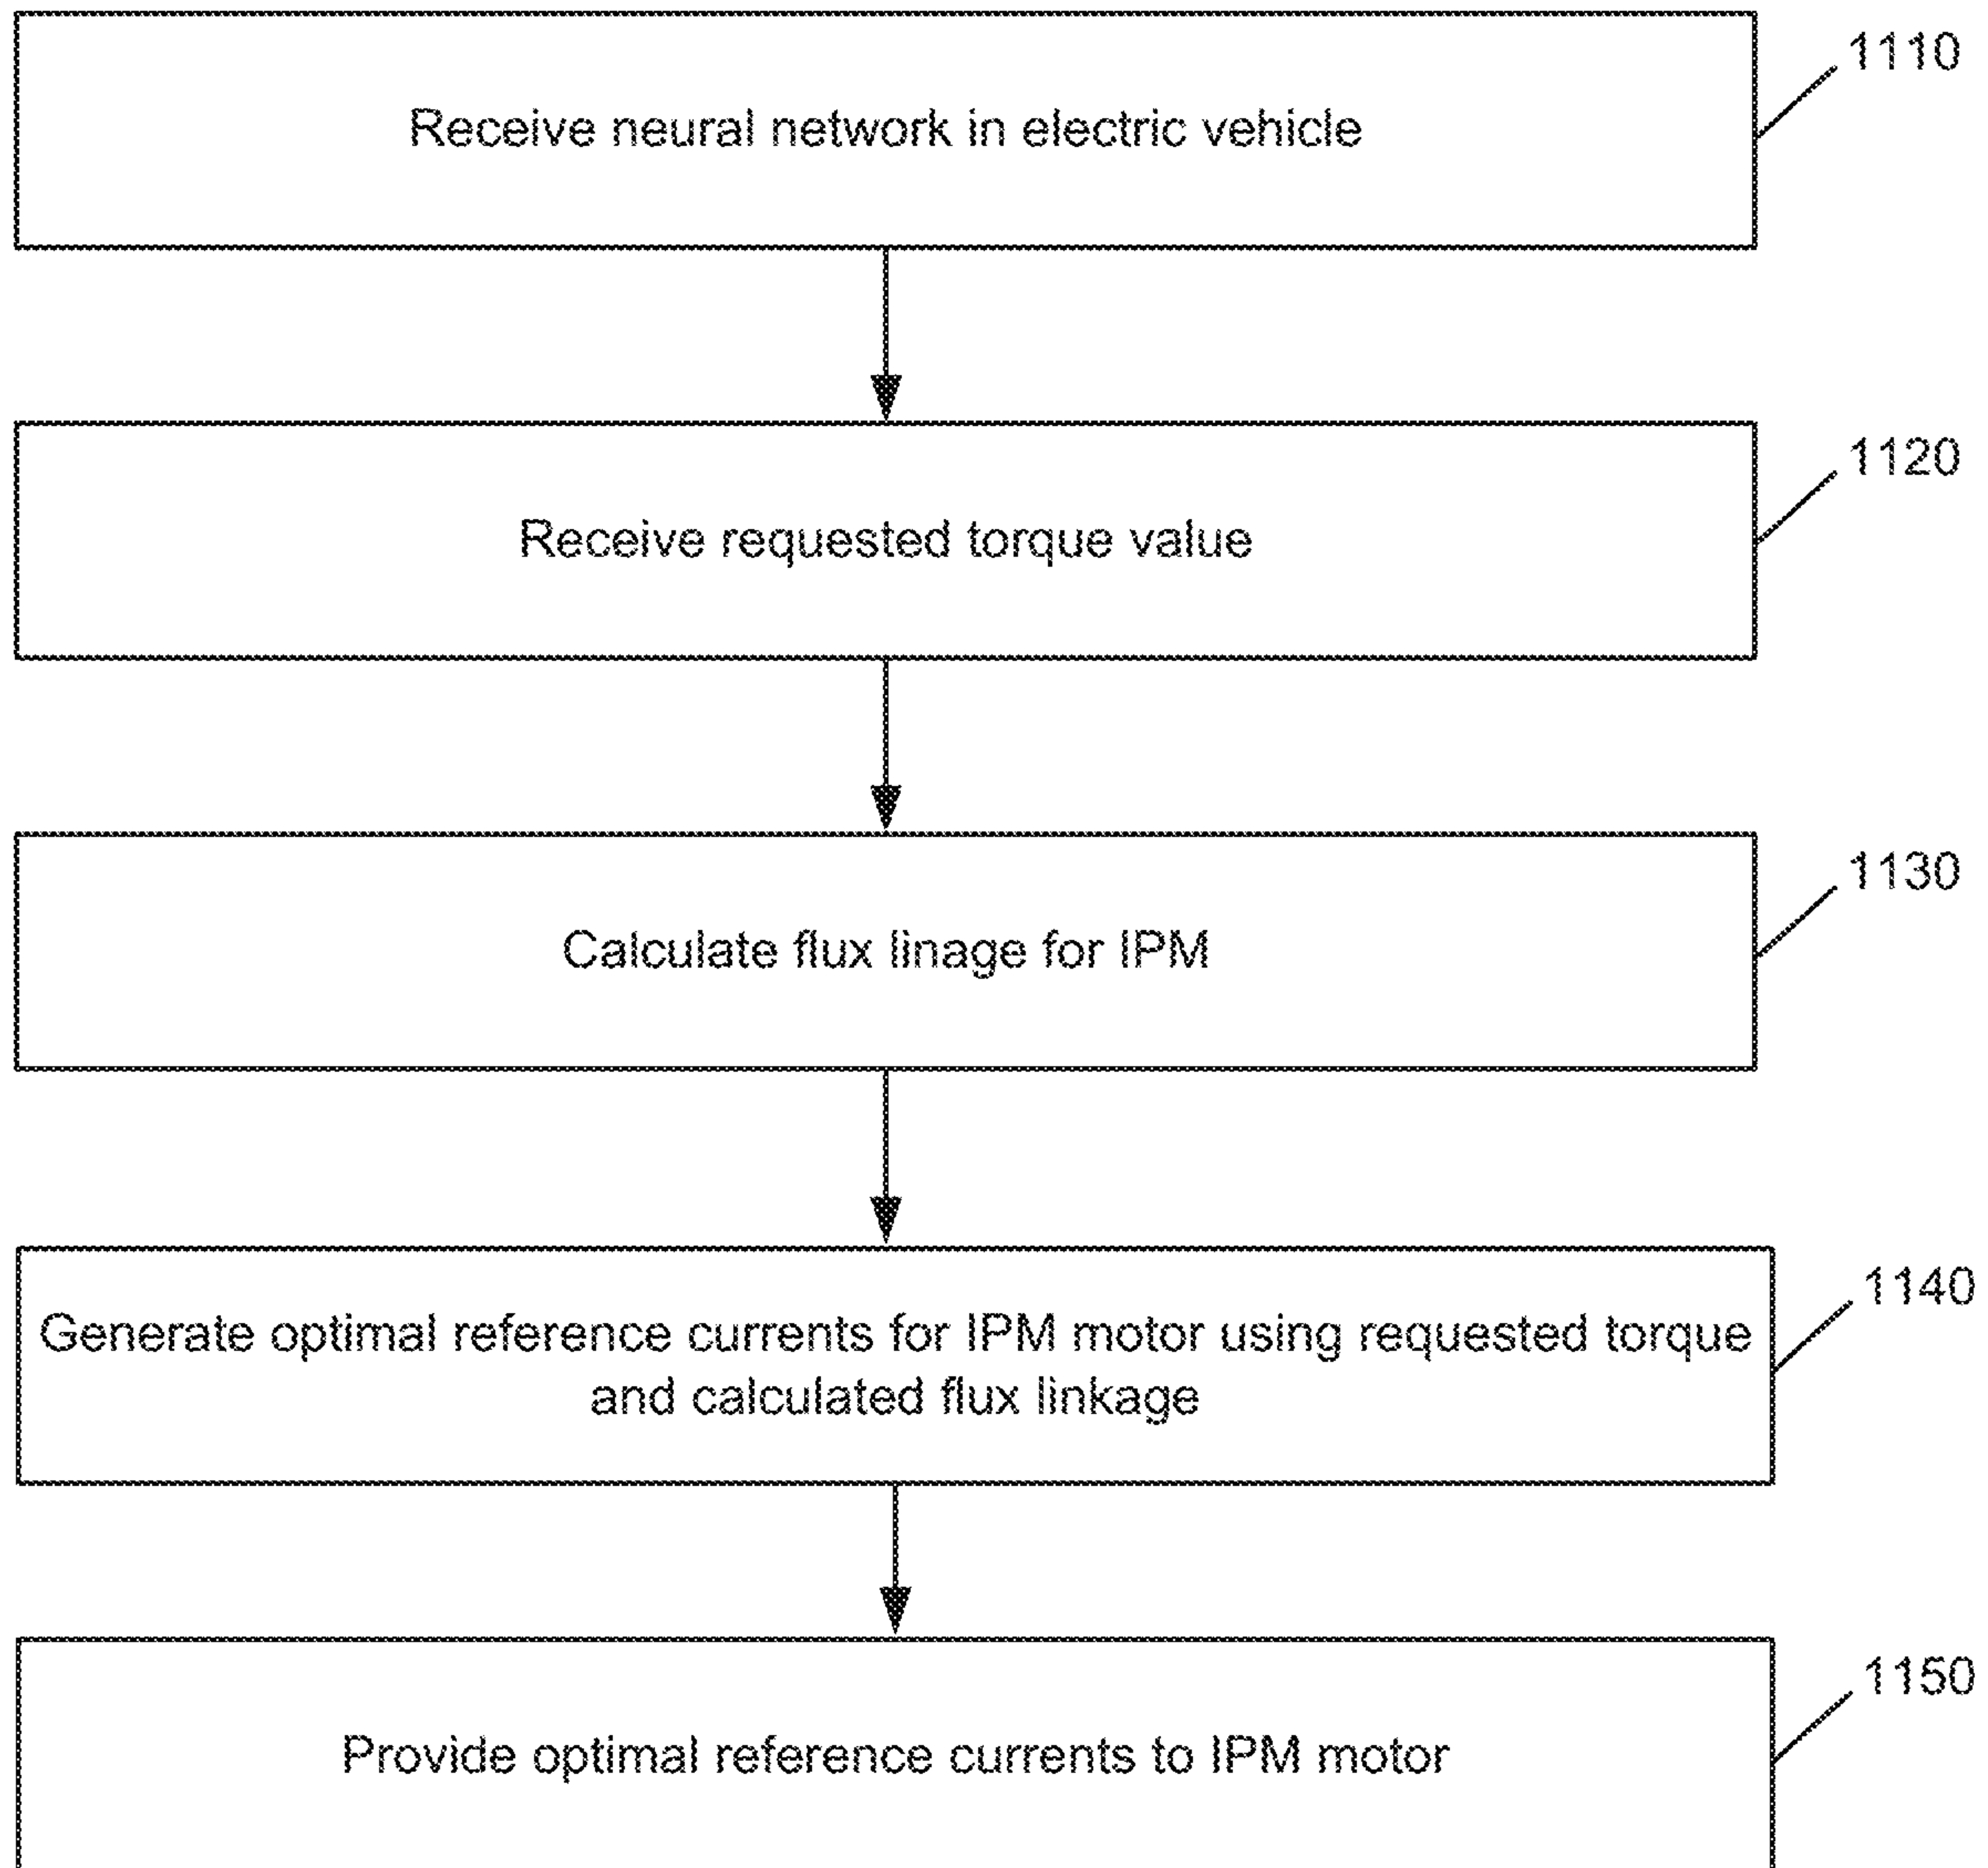 1110
Receive neural network in electric vehicle
1120
Receive requested torque value
1130
Calculate flux linage for IPM
1140
Generate optimal reference currents for IPM motor using requested torque
and calculated flux linkage
1150
Provide optimal reference currents to IPM motor